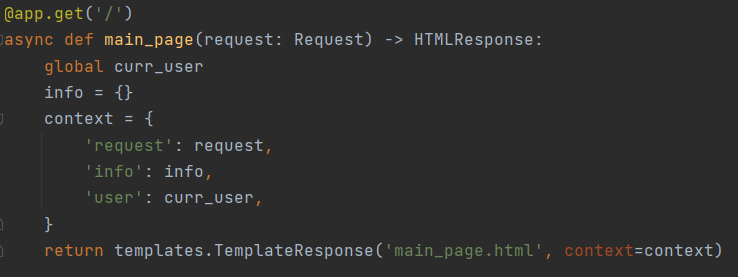 @app.get('/')
async def main_page(request: Request) -> HTMLResponse:
    global curr_user
    info = {}
    context = {
        'request': request,
        'info': info,
        'user': curr_user,
    }
    return templates.TemplateResponse('main_page.html', context=context)